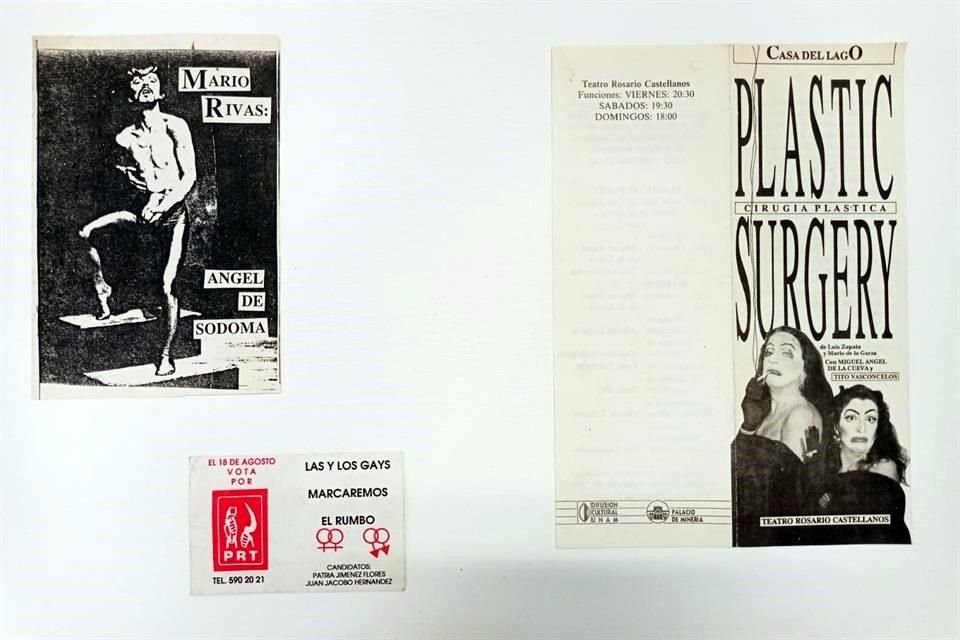 MARIO
RIVAS:
ANGEL
DE
SODOMA
EL 18 DE AGOSTO
VOTA
POR
PRT
TEL. 590 20 21
LAS Y LOS GAYS
MARCAREMOS
EL RUMBO
CANDIDATOS:
PATRIA JIMENEZ FLORES
JUAN JACOBO HERNANDEZ
Teatro Rosario Castellanos
Funciones: VIERNES: 20:30
SABADOS: 19:30
DOMINGOS: 18:00
DIFUSION
CULTURAL
UNAM
PALACIO
DE MINERIA
CASA DEL LAGO
PLASTIC
CIRUGIA PLASTICA
SURGERY
de Luis Zapata
y Mario de la Garza
Con MIGUEL ANGEL
DE LA CUEVA y
TITO VASCONCELOS
TEATRO ROSARIO CASTELLANOS